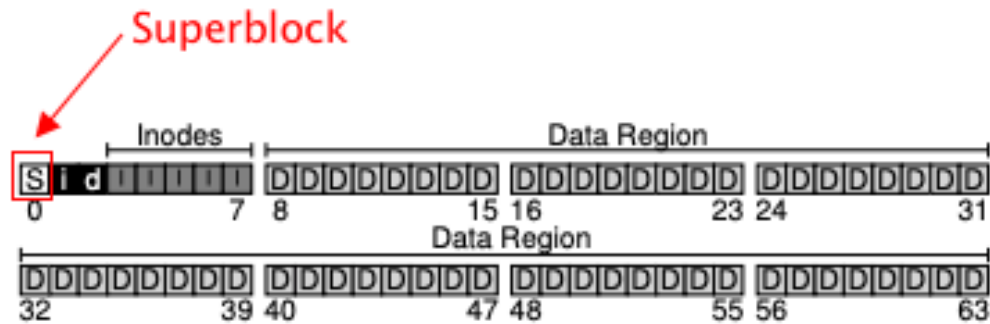 Superblock
Inodes Data Region
S i d I I I I I D D D D D D D D D D D D D D D D D D D D D D D D
0 7 8 15 16 23 24 31
Data Region
D D D D D D D D D D D D D D D D D D D D D D D D D D D D D D D D
32 39 40 47 48 55 56 63